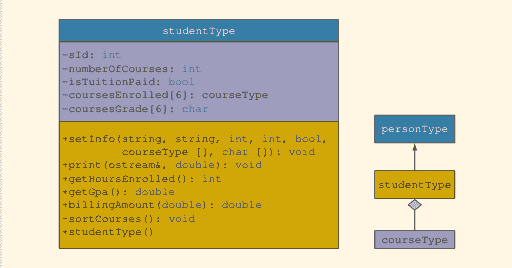 studentType
-sId: int
-numberOfCourses: int
-isTuitionPaid: bool
-coursesEnrolled[6]: courseType
-coursesGrade[6]: char
+setInfo(string, string, int, int, bool,
courseType [], char []): void
+print(ostream&, double): void
+getHoursEnrolled(): int
+getGpa(): double
+billingAmount(double): double
-sortCourses(): void
+studentType()
personType
studentType
courseType